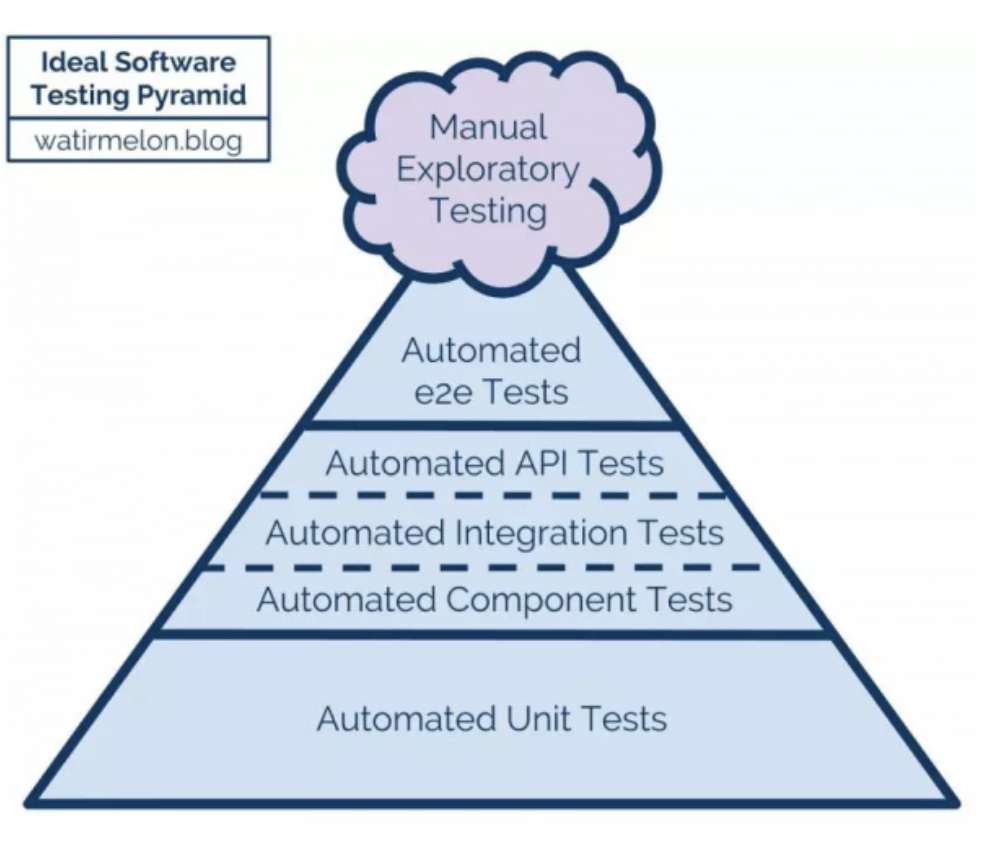 Ideal Software
Testing Pyramid
watirmelon.blog
Manual
Exploratory
Testing
Automated
e2e Tests
Automated API Tests
Automated Integration Tests
Automated Component Tests
Automated Unit Tests